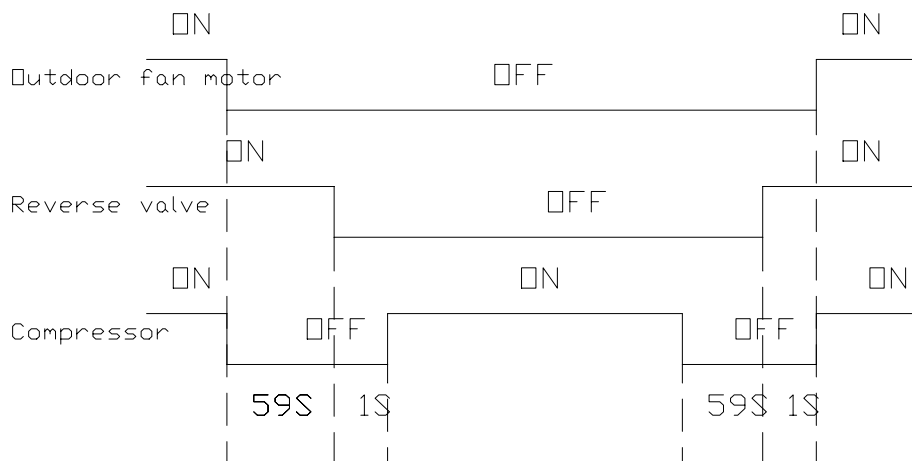 ON ON
Outdoor fan motor OFF
ON ON
Reverse valve OFF
ON ON ON
Compressor OFF OFF
59S 1S 59S 1S